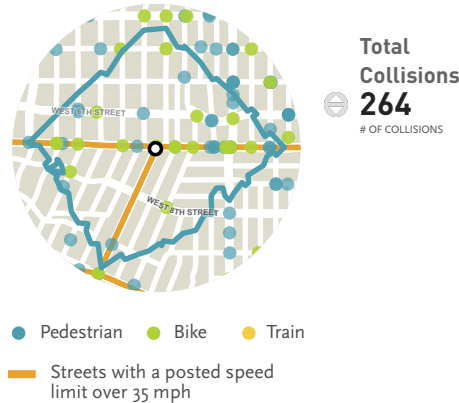 WEST 6TH STREET
WEST 8TH STREET
Total
Collisions
264
# OF COLLISIONS
Pedestrian
Bike
Train
Streets with a posted speed
limit over 35 mph